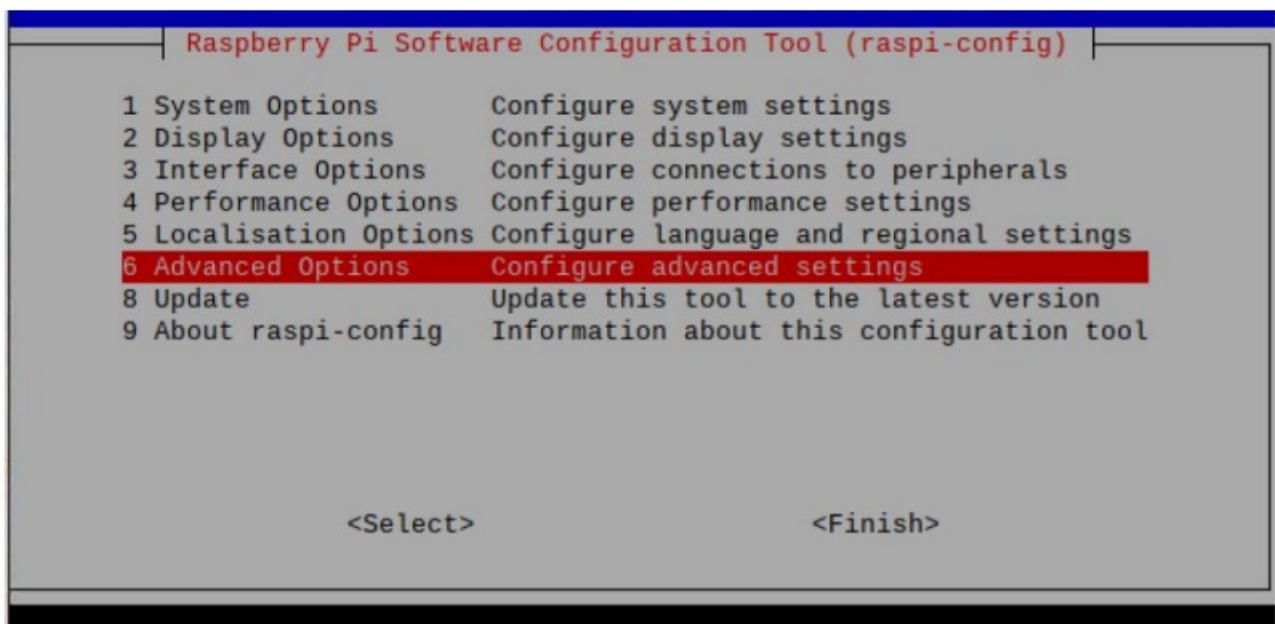 Raspberry Pi Software Configuration Tool (raspi-config)
1 System Options Configure system settings
2 Display Options Configure display settings
3 Interface Options Configure connections to peripherals
4 Performance Options Configure performance settings
5 Localisation Options Configure language and regional settings
6 Advanced Options Configure advanced settings
8 Update Update this tool to the latest version
9 About raspi-config Information about this configuration tool
<Select> <Finish>